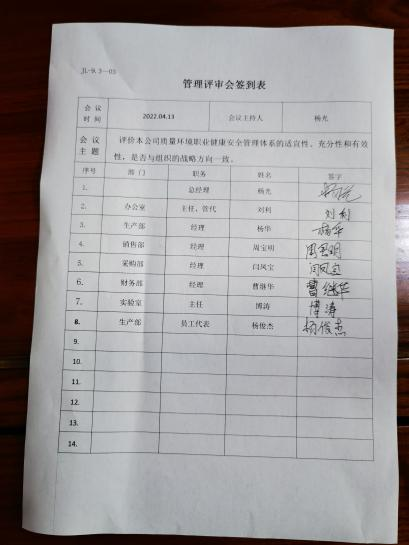 JL-9.3-03
管理评审会签到表
会 议 时 间 2022.04.13 会议主持人 杨光
会 议 主 题 评价本公司质量环境职业健康安全管理体系的适宜性、充分性和有效
性，是否与组织的战略方向一致。
序号 部 门 职务 姓名 签字
1. 总经理 杨光
2. 办公室 主任、管代 刘利 刘利
3. 生产部 经理 杨华 杨华
4. 销售部 经理 周宝明 周宝明
5. 采购部 经理 闫凤宝 闫凤宝
6. 财务部 经理 曹继华 曹继华
7. 实验室 主任 博涛 博涛
8. 生产部 员工代表 杨俊杰 杨俊杰
9.
10.
11.
12.
13.
14.